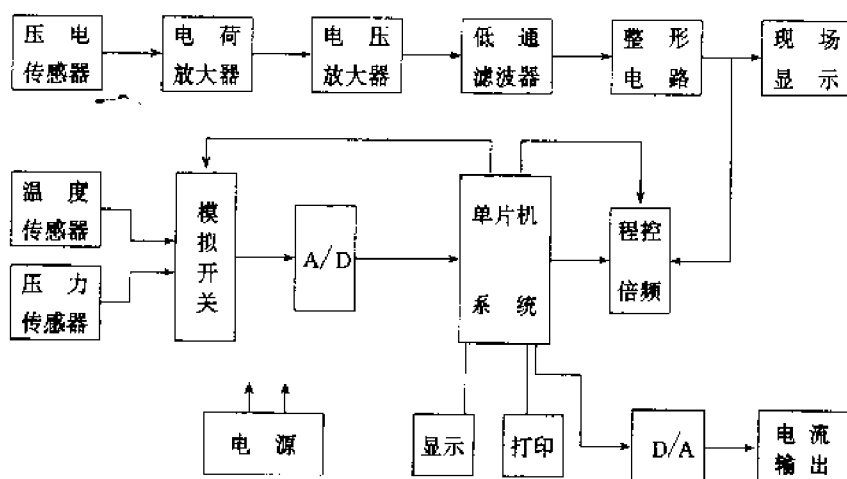 压电
传感器
电荷
放大器
电压
放大器
低通
滤波器
整形
电路
现场
显示
温度
传感器
压力
传感器
模
拟
开
关
A/D
单片机
系统
程控
倍频
电源
显示
打印
D/A
电流
输出